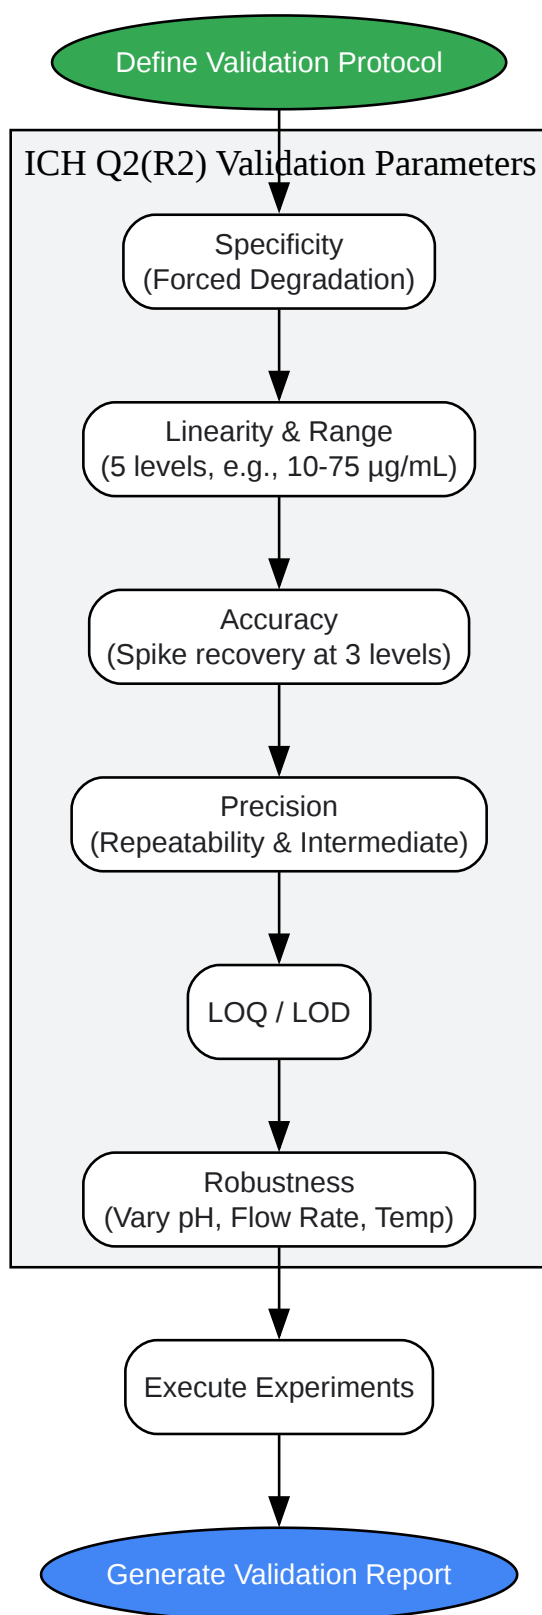 Define Validation Protocol
ICH Q2(R2) Validation Parameters
Specificity
(Forced Degradation)
Linearity & Range
(5 levels, e.g., 10-75 µg/mL)
Accuracy
(Spike recovery at 3 levels)
Precision
(Repeatability & Intermediate)
LOQ / LOD
Robustness
(Vary pH, Flow Rate, Temp)
Execute Experiments
Generate Validation Report